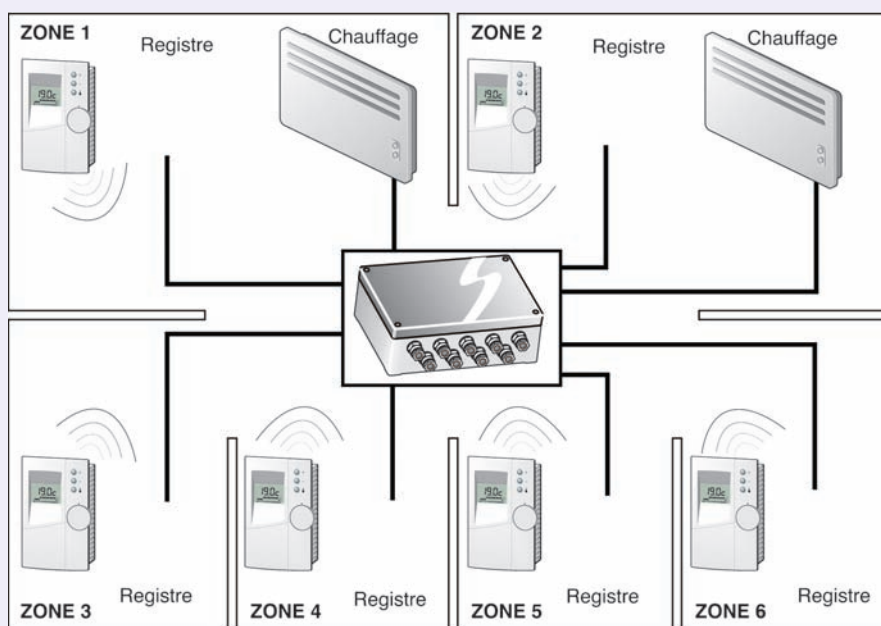 ZONE 1
Registre
Chauffage
19.0c
ZONE 2
Registre
Chauffage
19.0c
19.0c
ZONE 3
Registre
19.0c
ZONE 4
Registre
19.0c
ZONE 5
Registre
19.0c
ZONE 6
Registre